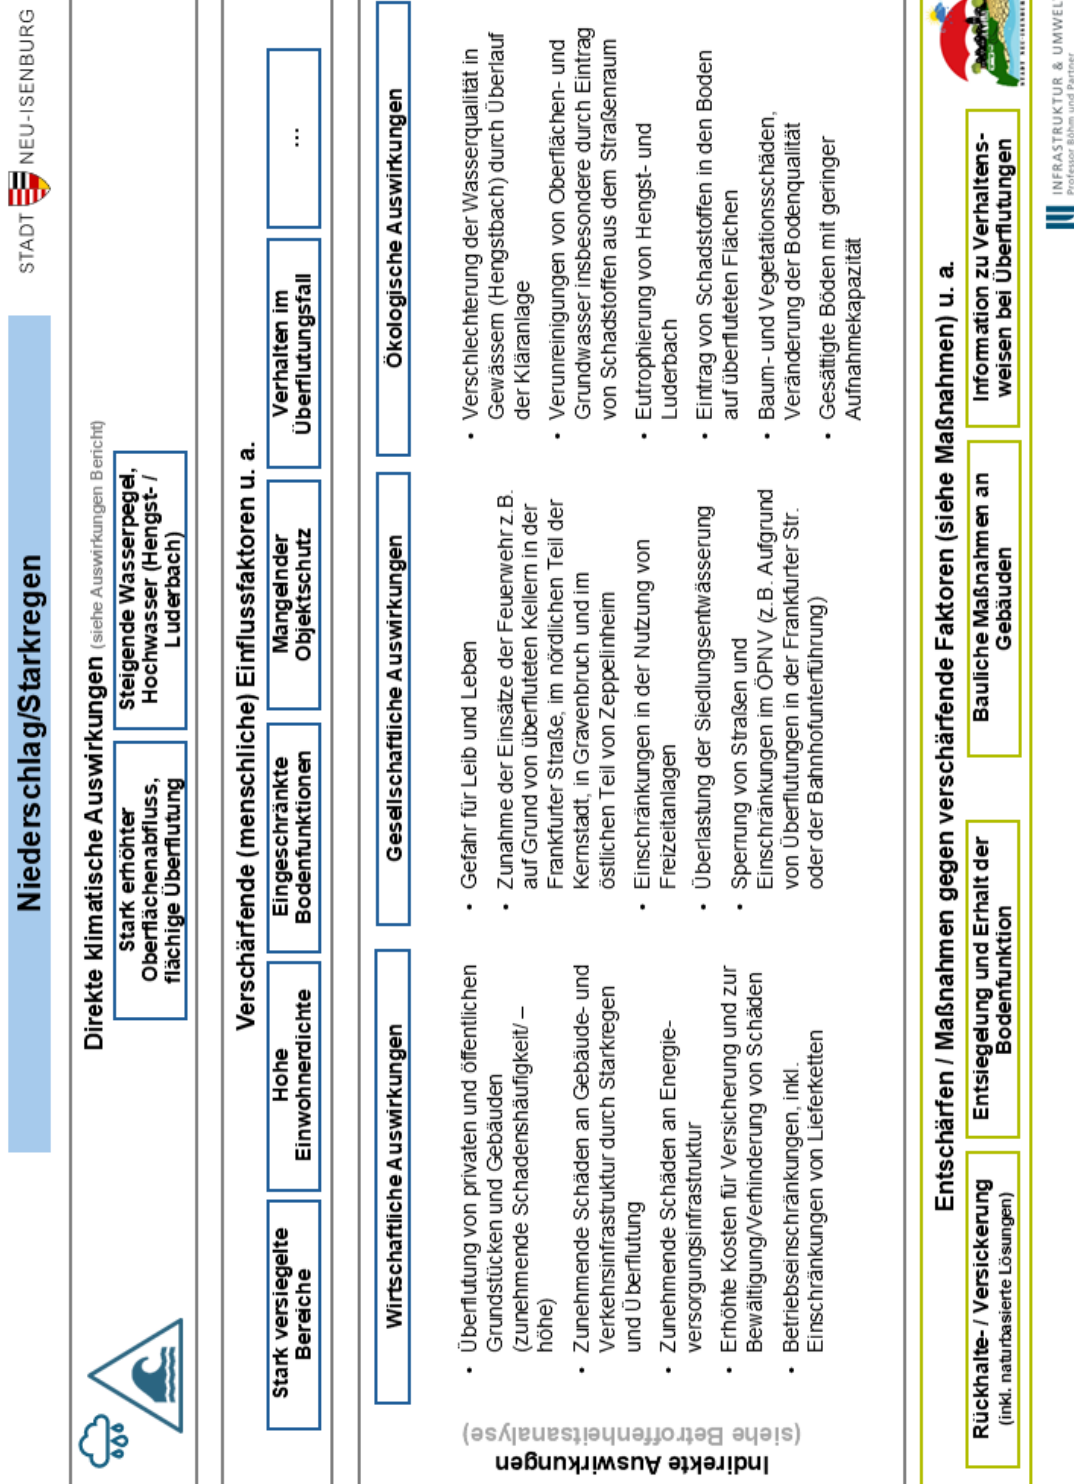 Niederschlag/Starkregen
STADT NEU-ISENBURG
Direkte klimatische Auswirkungen (siehe Auswirkungen Bericht)
Stark erhöhter
Oberflächenabfluss,
flächige Überflutung
Steigende Wasserpegel,
Hochwasser (Hengst- /
Luderbach)
Verschärfende (menschliche) Einflussfaktoren u. a.
Stark versiegelte
Bereiche
Hohe
Einwohnerdichte
Eingeschränkte
Bodenfunktionen
Mangelnder
Objektschutz
Verhalten im
Überflutungsfall
...
Indirekte Auswirkungen
(siehe Betroffenheitsanalyse)
Wirtschaftliche Auswirkungen
• Überflutung von privaten und öffentlichen
Grundstücken und Gebäuden
(zunehmende Schadenshäufigkeit/ –
höhe)
• Zunehmende Schäden an Gebäude- und
Verkehrsinfrastruktur durch Starkregen
und Überflutung
• Zunehmende Schäden an Energie-
versorgungsinfrastruktur
• Erhöhte Kosten für Versicherung und zur
Bewältigung/Verhinderung von Schäden
• Betriebseinschränkungen, inkl.
Einschränkungen von Lieferketten
Gesellschaftliche Auswirkungen
• Gefahr für Leib und Leben
• Zunahme der Einsätze der Feuerwehr z.B.
auf Grund von überfluteten Kellern in der
Frankfurter Straße, im nördlichen Teil der
Kernstadt, in Gravenbruch und im
östlichen Teil von Zeppelinheim
• Einschränkungen in der Nutzung von
Freizeitanlagen
• Überlastung der Siedlungsentwässerung
• Sperrung von Straßen und
Einschränkungen im ÖPNV (z.B. Aufgrund
von Überflutungen in der Frankfurter Str.
oder der Bahnhofunterführung)
Ökologische Auswirkungen
• Verschlechterung der Wasserqualität in
Gewässern (Hengstbach) durch Überlauf
der Kläranlage
• Verunreinigungen von Oberflächen- und
Grundwasser insbesondere durch Eintrag
von Schadstoffen aus dem Straßenraum
• Eutrophierung von Hengst- und
Luderbach
• Eintrag von Schadstoffen in den Boden
auf überfluteten Flächen
• Baum- und Vegetationsschäden,
Veränderung der Bodenqualität
• Gesättigte Böden mit geringer
Aufnahmekapazität
Entschärfen / Maßnahmen gegen verschärfende Faktoren (siehe Maßnahmen) u. a.
Rückhalte- / Versickerung
(inkl. naturbasierte Lösungen)
Entsiegelung und Erhalt der
Bodenfunktion
Bauliche Maßnahmen an
Gebäuden
Information zu Verhaltens-
weisen bei Überflutungen
INFRASTRUKTUR & UMWEL
Professor Böhm und Partner